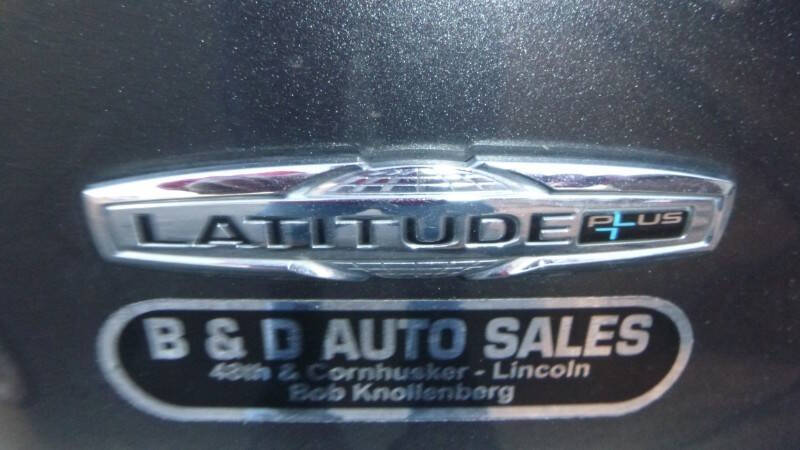 LATITUDE PLUS
B & D AUTO SALES
48th & Cornhusker - Lincoln
Bob Knollenberg